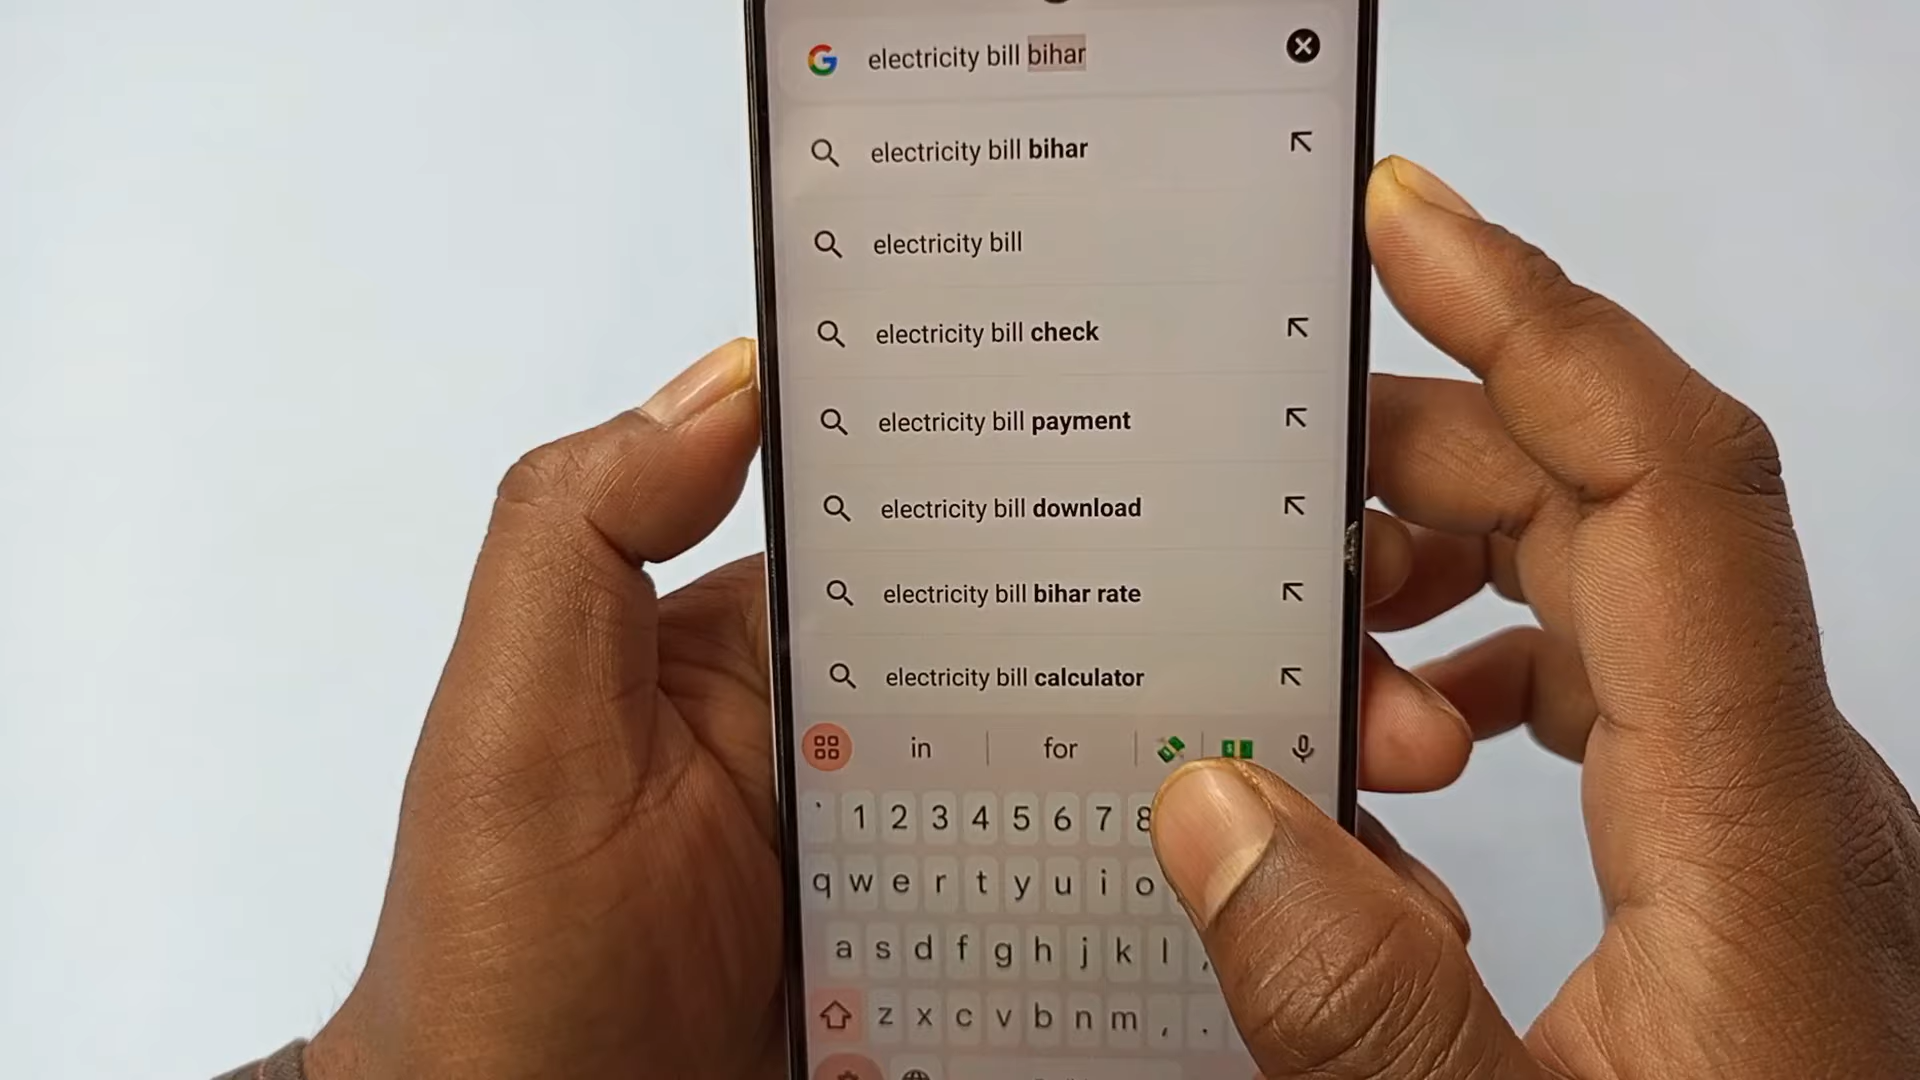 electricity bill bihar
electricity bill bihar
electricity bill
electricity bill check
electricity bill payment
electricity bill download
electricity bill bihar rate
electricity bill calculator
in for
` 1 2 3 4 5 6 7 8
q w e r t y u i o
a s d f g h j k l
z x c v b n m , .